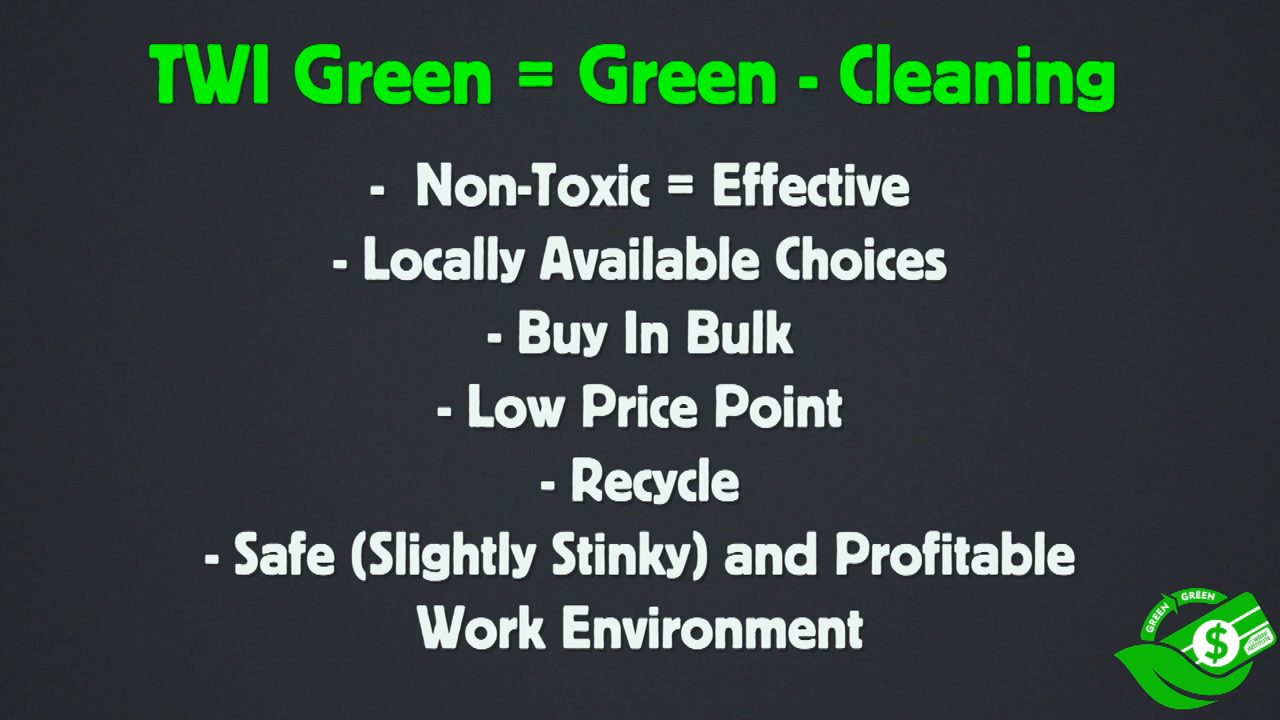 TWI Green = Green - Cleaning
- Non-Toxic = Effective
- Locally Available Choices
- Buy In Bulk
- Low Price Point
- Recycle
- Safe (Slightly Stinky) and Profitable
Work Environment
GREEN GREEN
$
INSTITUTE